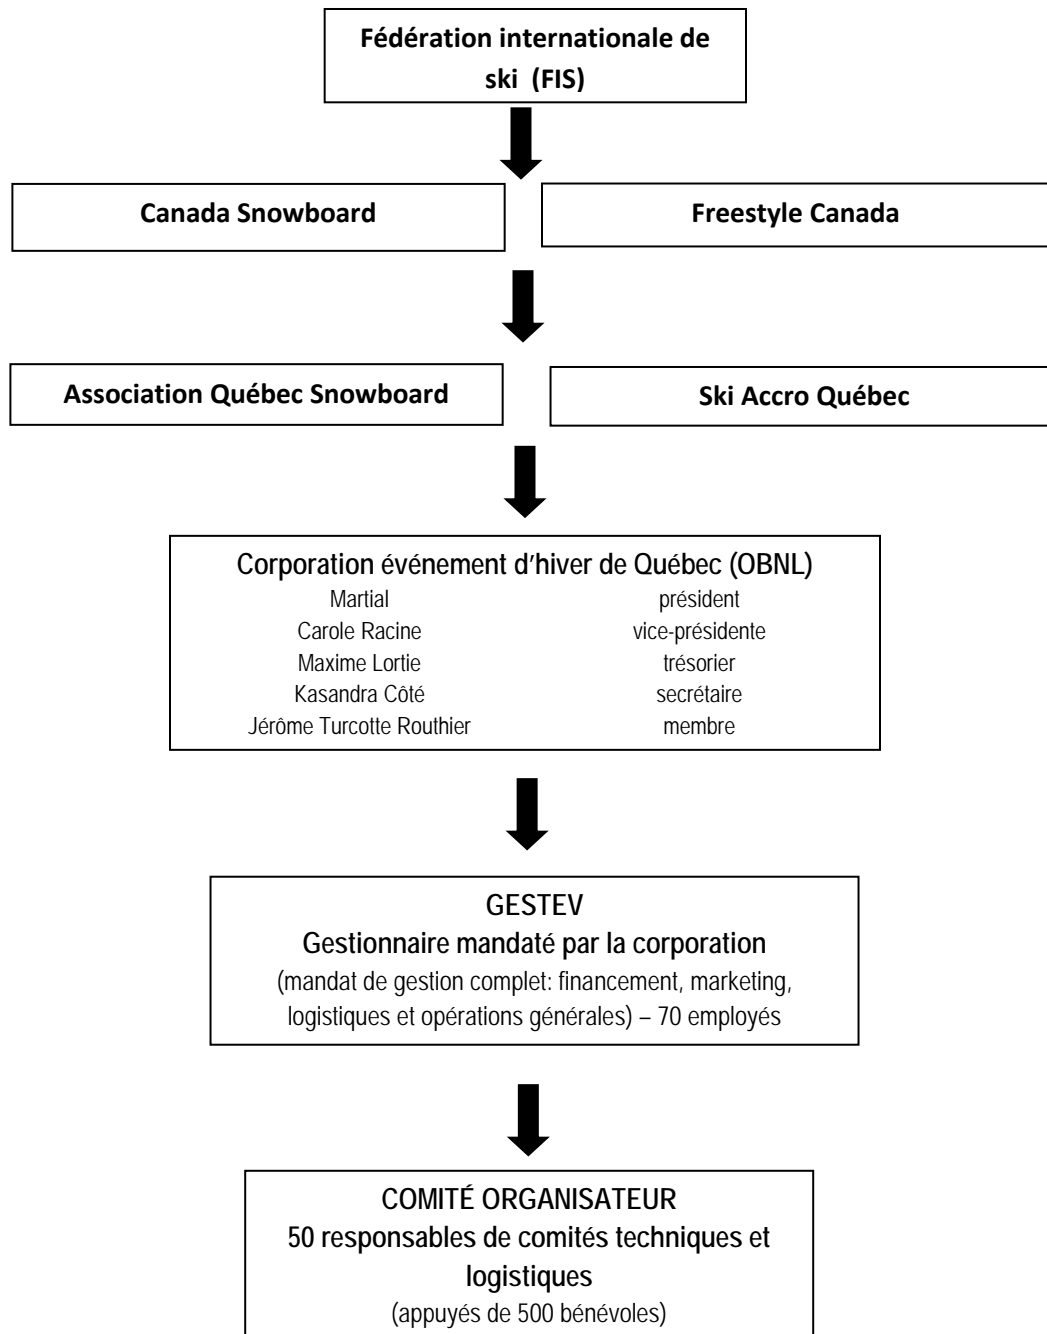 Fédération internationale de
ski (FIS)
Canada Snowboard
Freestyle Canada
Association Québec Snowboard
Ski Accro Québec
Corporation événement d'hiver de Québec (OBNL)
Martial président
Carole Racine vice-présidente
Maxime Lortie trésorier
Kasandra Côté secrétaire
Jérôme Turcotte Routhier membre
GESTEV
Gestionnaire mandaté par la corporation
(mandat de gestion complet: financement, marketing,
logistiques et opérations générales) – 70 employés
COMITÉ ORGANISATEUR
50 responsables de comités techniques et
logistiques
(appuyés de 500 bénévoles)